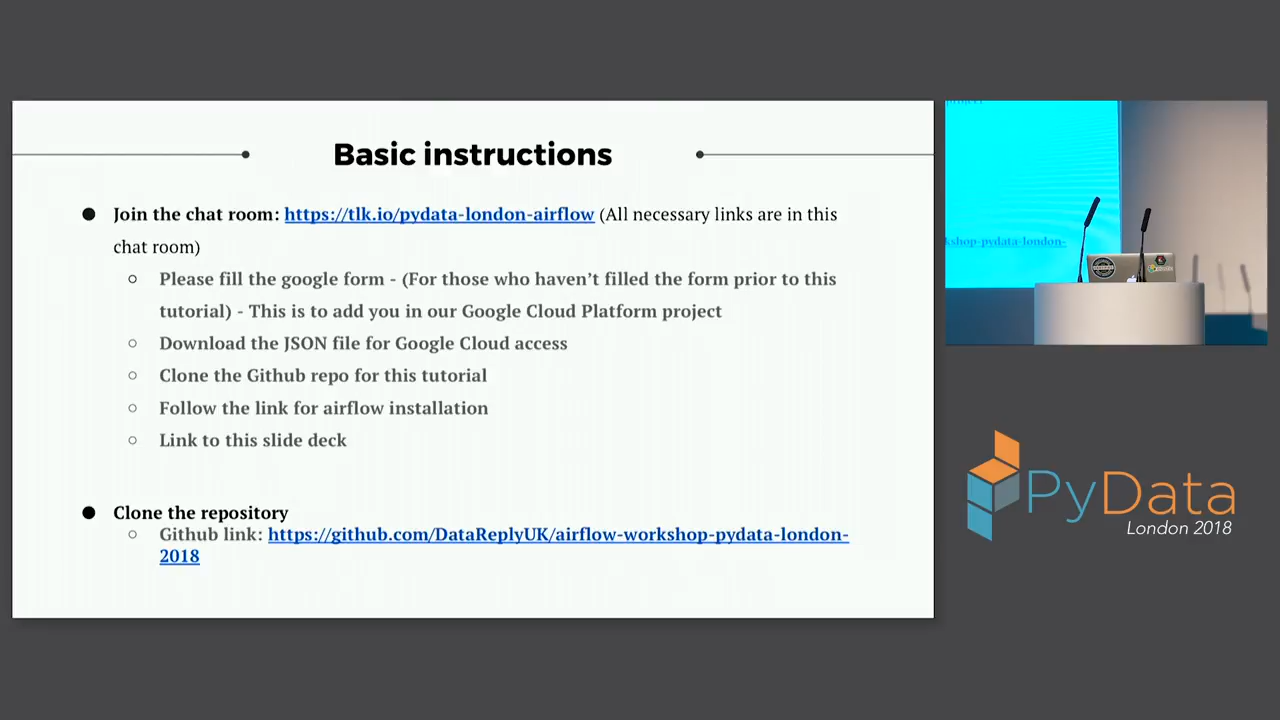 Basic instructions
● Join the chat room: https://tlk.io/pydata-london-airflow (All necessary links are in this
chat room)
○ Please fill the google form - (For those who haven’t filled the form prior to this
tutorial) - This is to add you in our Google Cloud Platform project
○ Download the JSON file for Google Cloud access
○ Clone the Github repo for this tutorial
○ Follow the link for airflow installation
○ Link to this slide deck
● Clone the repository
○ Github link: https://github.com/DataReplyUK/airflow-workshop-pydata-london-
2018
kshop-pydata-london-
PyData
London 2018